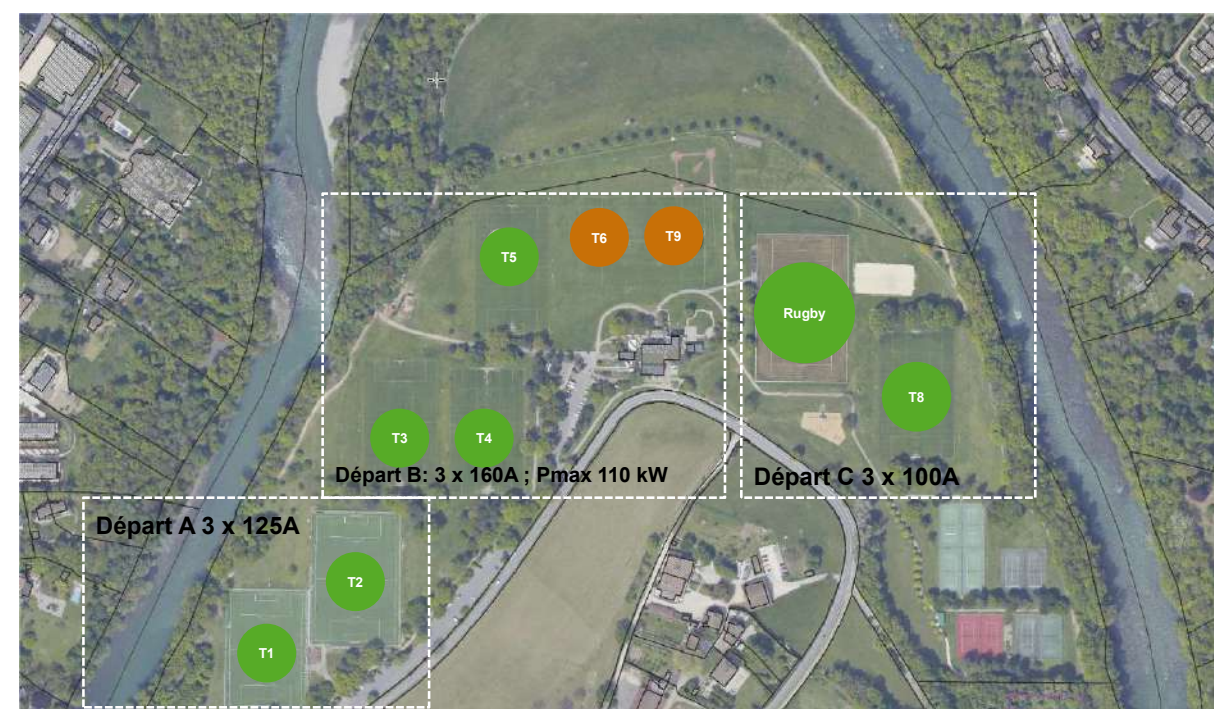 T6
T9
T5
Rugby
T8
T3
T4
Départ B: 3 x 160A ; Pmax 110 kW
Départ C 3 x 100A
Départ A 3 x 125A
T2
T1